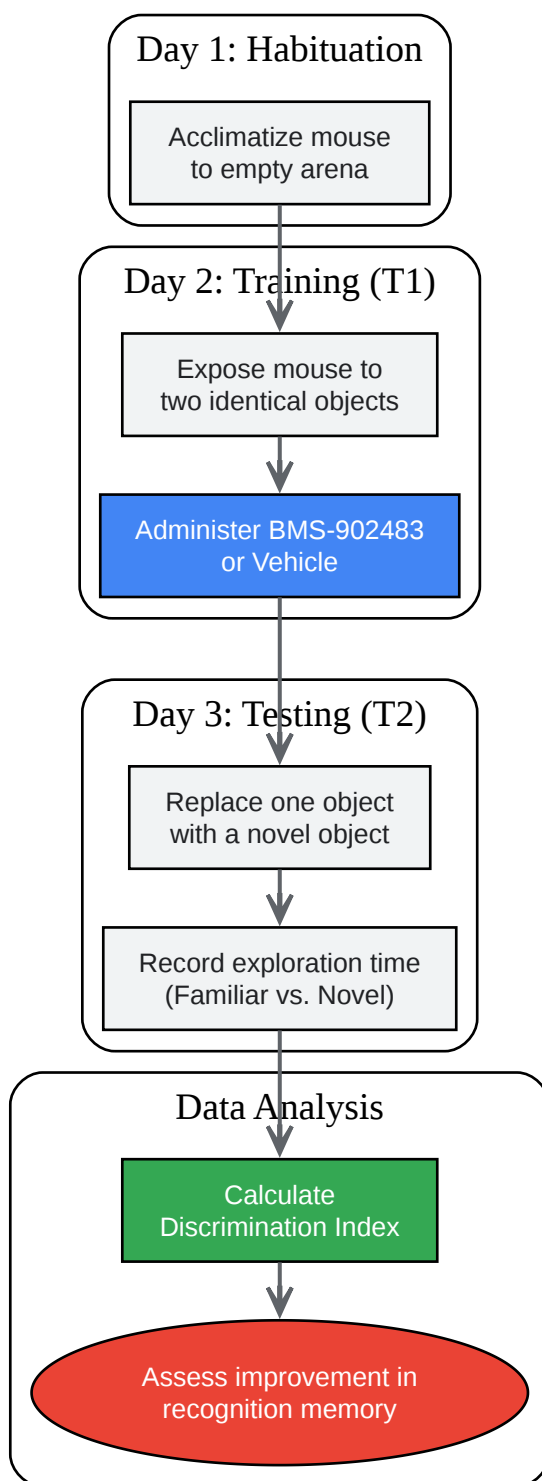 Day 1: Habituation
Acclimatize mouse
to empty arena
Day 2: Training (T1)
Expose mouse to
two identical objects
Administer BMS-902483
or Vehicle
Day 3: Testing (T2)
Replace one object
with a novel object
Record exploration time
(Familiar vs. Novel)
Data Analysis
Calculate
Discrimination Index
Assess improvement in
recognition memory